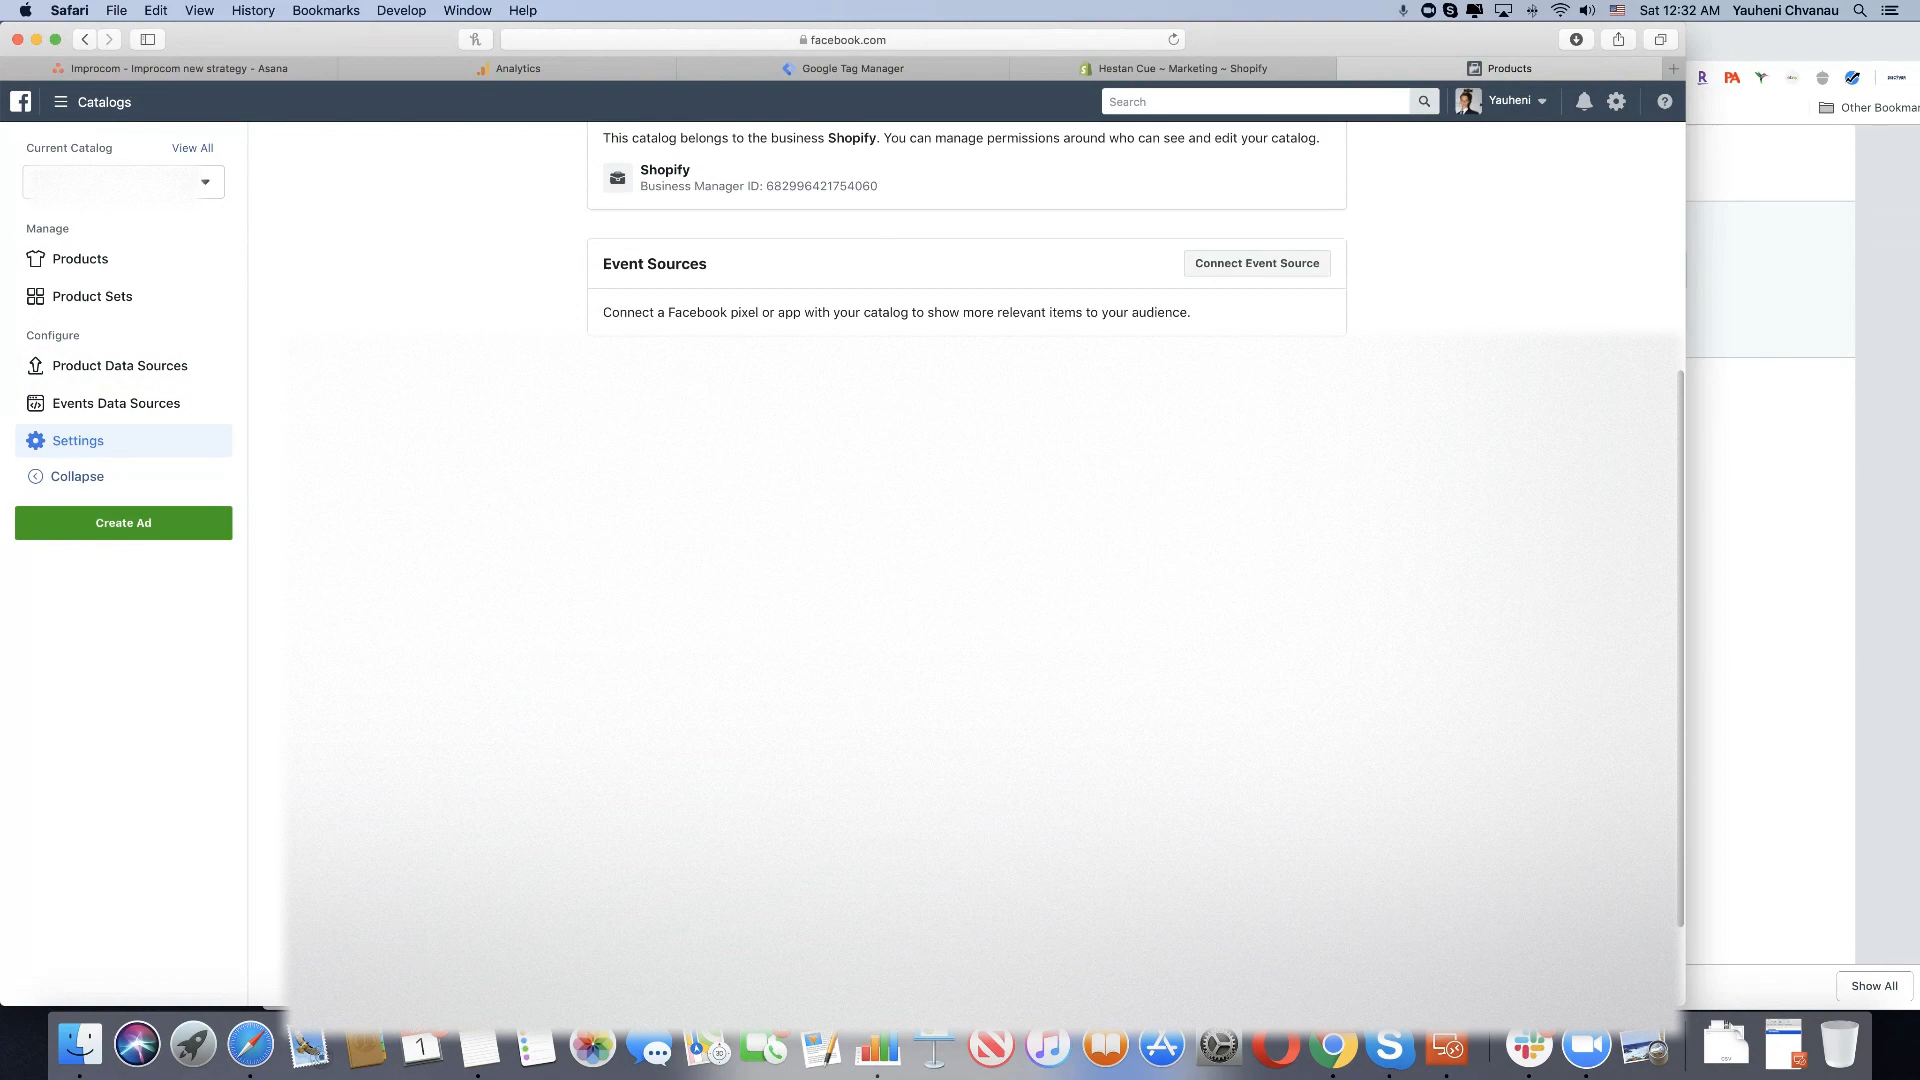 Safari File Edit View History Bookmarks Develop Window Help
Sat 12:32 AM Yauheni Chvanau
facebook.com
Improcom - Improcom new strategy - Asana
Analytics
Google Tag Manager
Hestan Cue ~ Marketing ~ Shopify
Products
R PA
Catalogs
Search
Yauheni
Other Bookmar
Current Catalog
View All
Manage
Products
Product Sets
Configure
Product Data Sources
Events Data Sources
Settings
Collapse
Create Ad
This catalog belongs to the business Shopify. You can manage permissions around who can see and edit your catalog.
Shopify
Business Manager ID: 682996421754060
Event Sources
Connect Event Source
Connect a Facebook pixel or app with your catalog to show more relevant items to your audience.
Show All
1